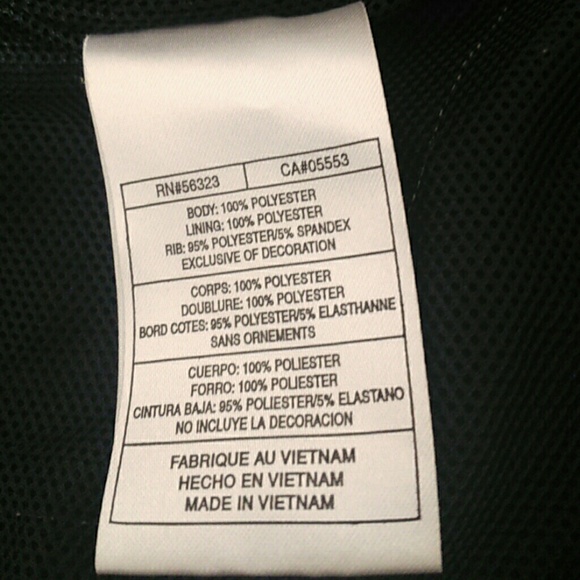 RN#56323 CA#05553
BODY: 100% POLYESTER
LINING: 100% POLYESTER
RIB: 95% POLYESTER/5% SPANDEX
EXCLUSIVE OF DECORATION
CORPS: 100% POLYESTER
DOUBLURE: 100% POLYESTER
BORD COTES: 95% POLYESTER/5% ELASTHANNE
SANS ORNEMENTS
CUERPO: 100% POLIESTER
FORRO: 100% POLIESTER
CINTURA BAJA: 95% POLIESTER/5% ELASTANO
NO INCLUYE LA DECORACION
FABRIQUE AU VIETNAM
HECHO EN VIETNAM
MADE IN VIETNAM